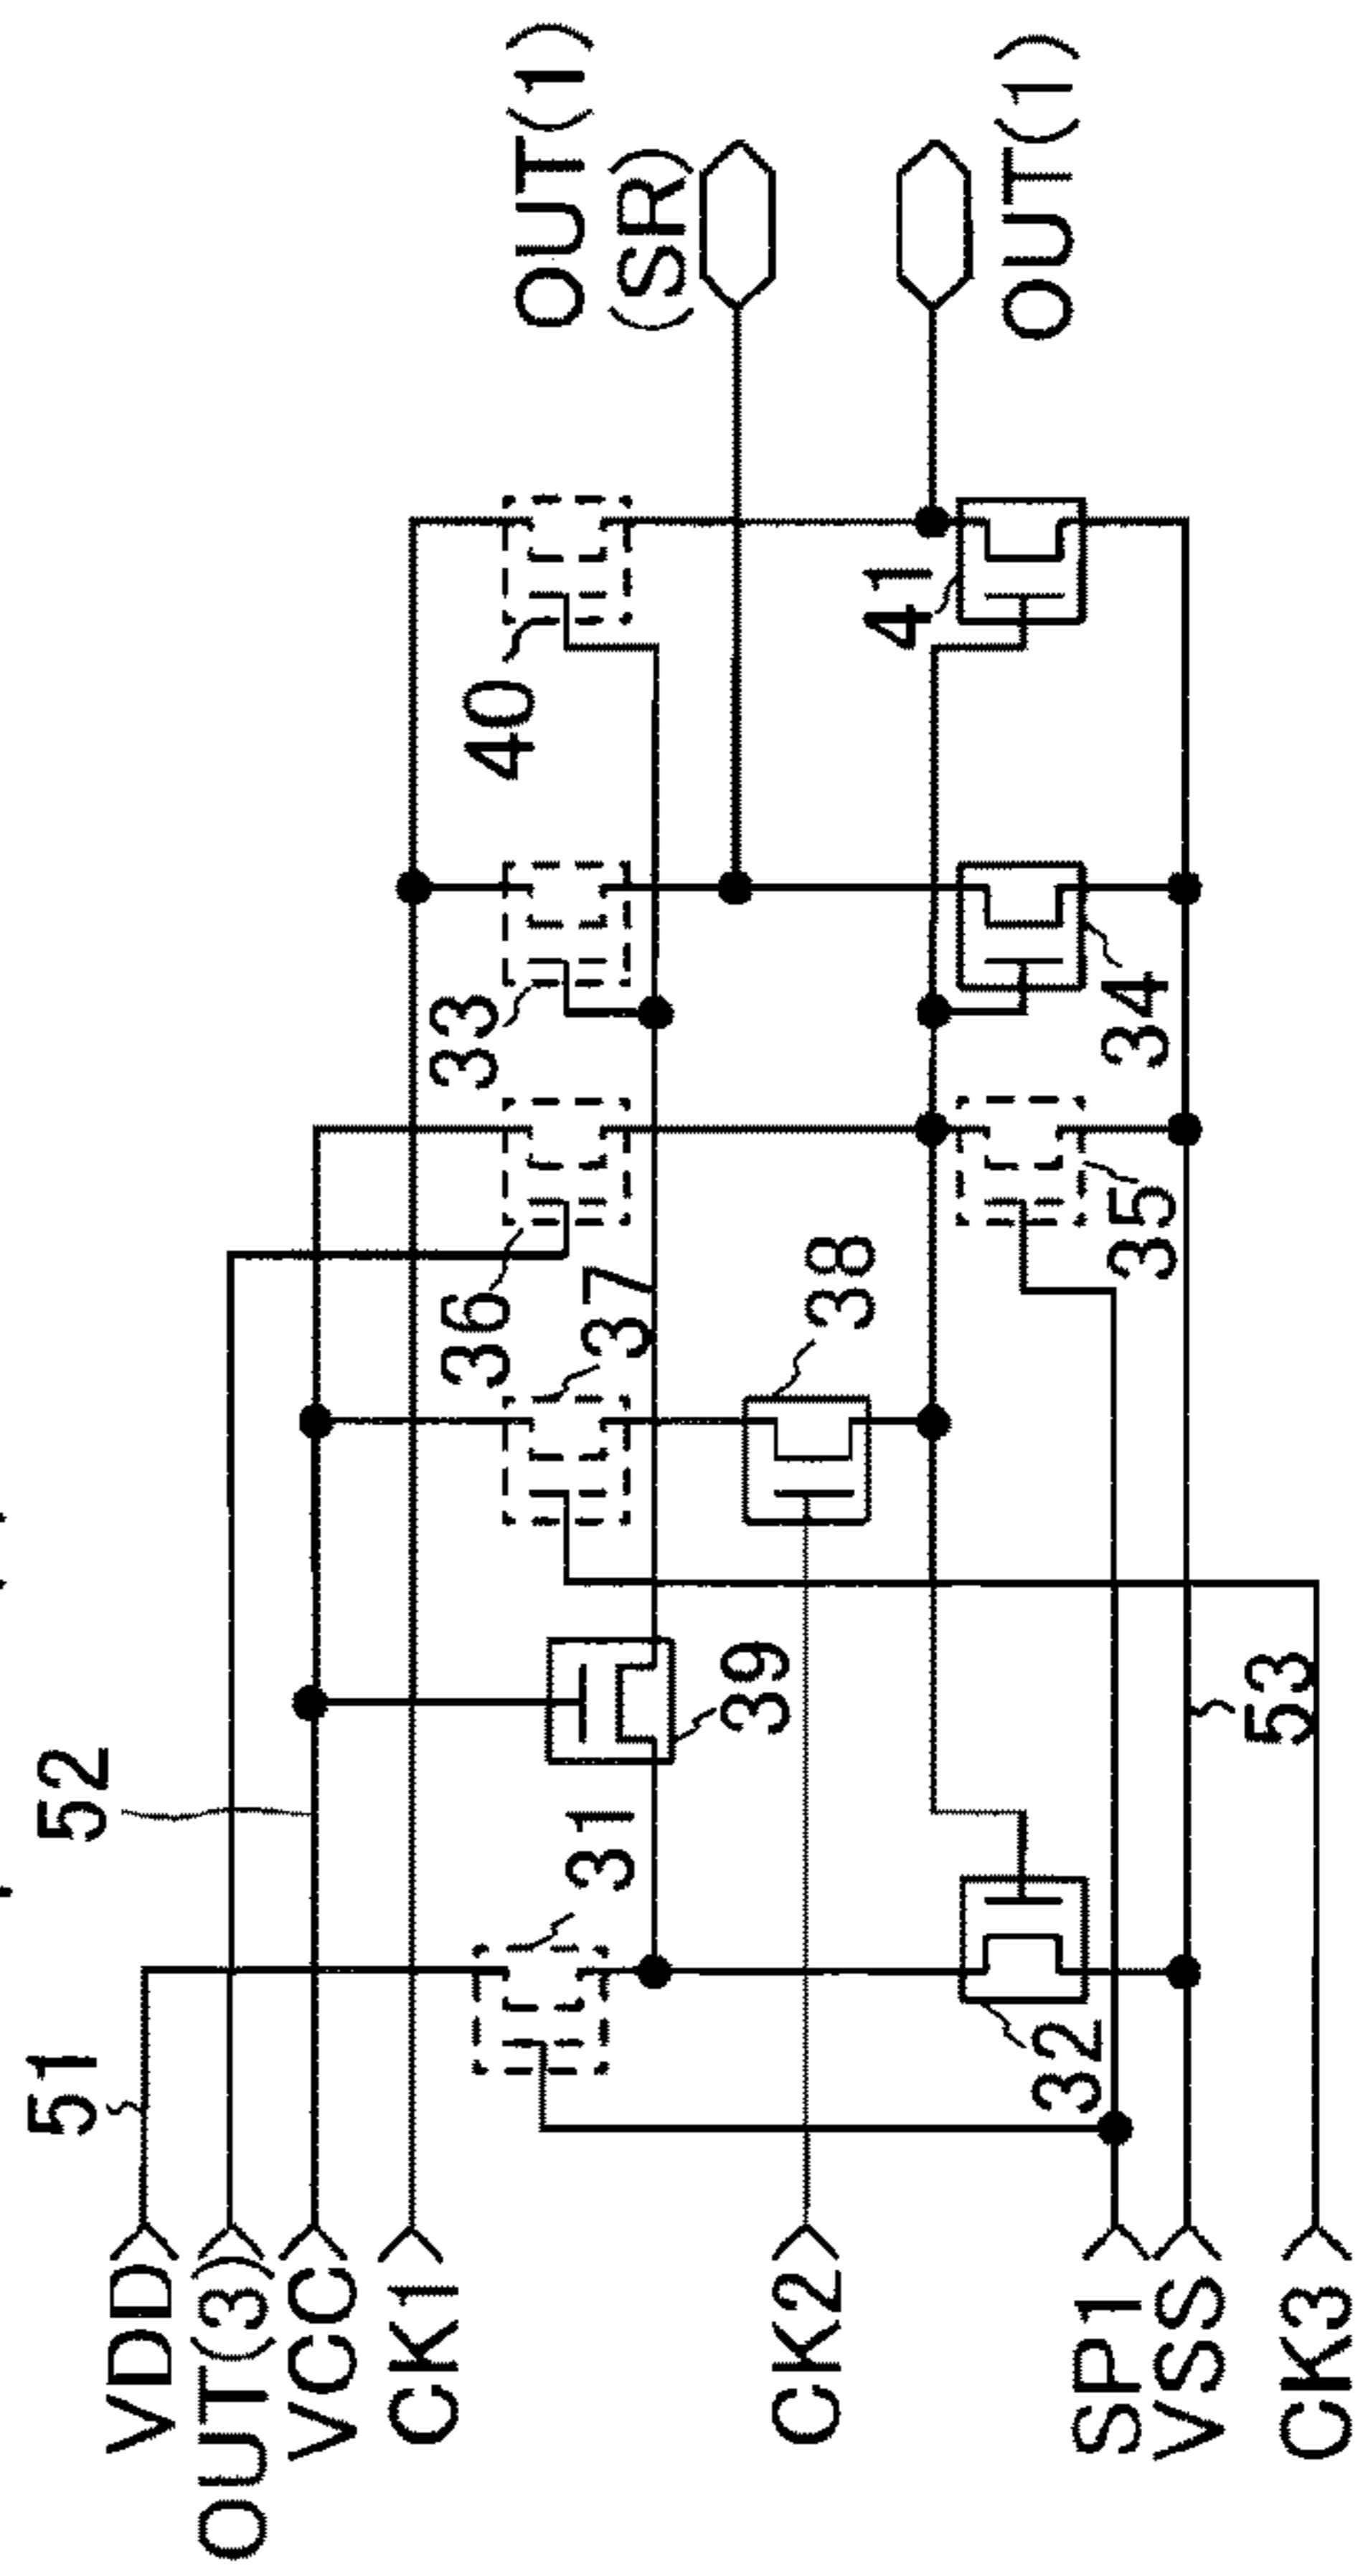 VDD
OUT(3)
VCC
CK1
CK2
SP1
VSS
CK3
51
52
31
32
39
53
37
38
36
35
33
34
40
41
OUT(1)
(SR)
OUT(1)